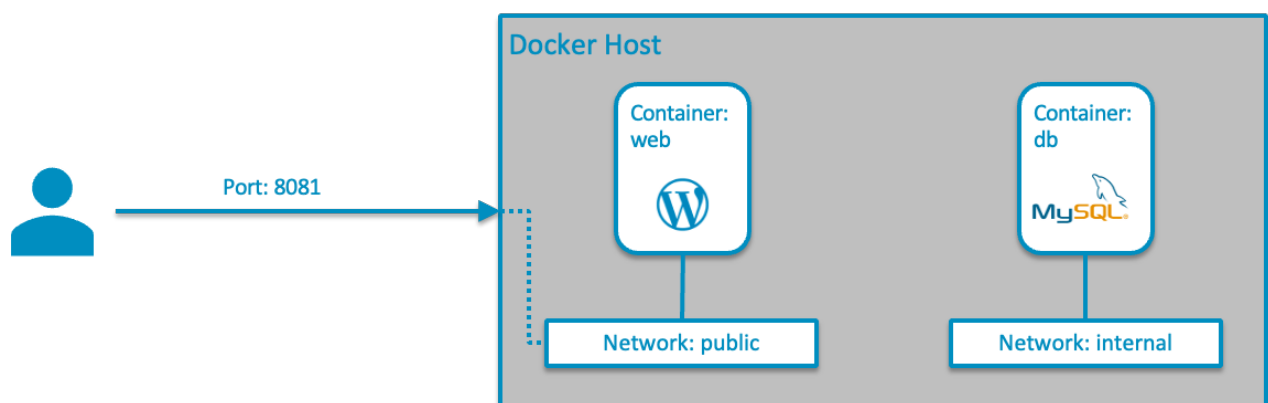 Docker Host
Container:
web
Container:
db
MySQL®
Port: 8081
Network: public
Network: internal